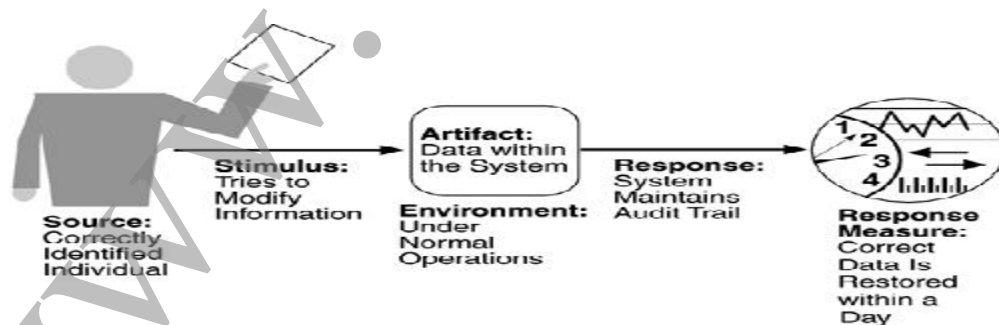 Source:
Correctly
Identified
Individual
Stimulus:
Tries to
Modify
Information
Artifact:
Data within
the System
Environment:
Under
Normal
Operations
Response:
System
Maintains
Audit Trail
1
2
3
4
Response
Measure:
Correct
Data Is
Restored
within a
Day
www.